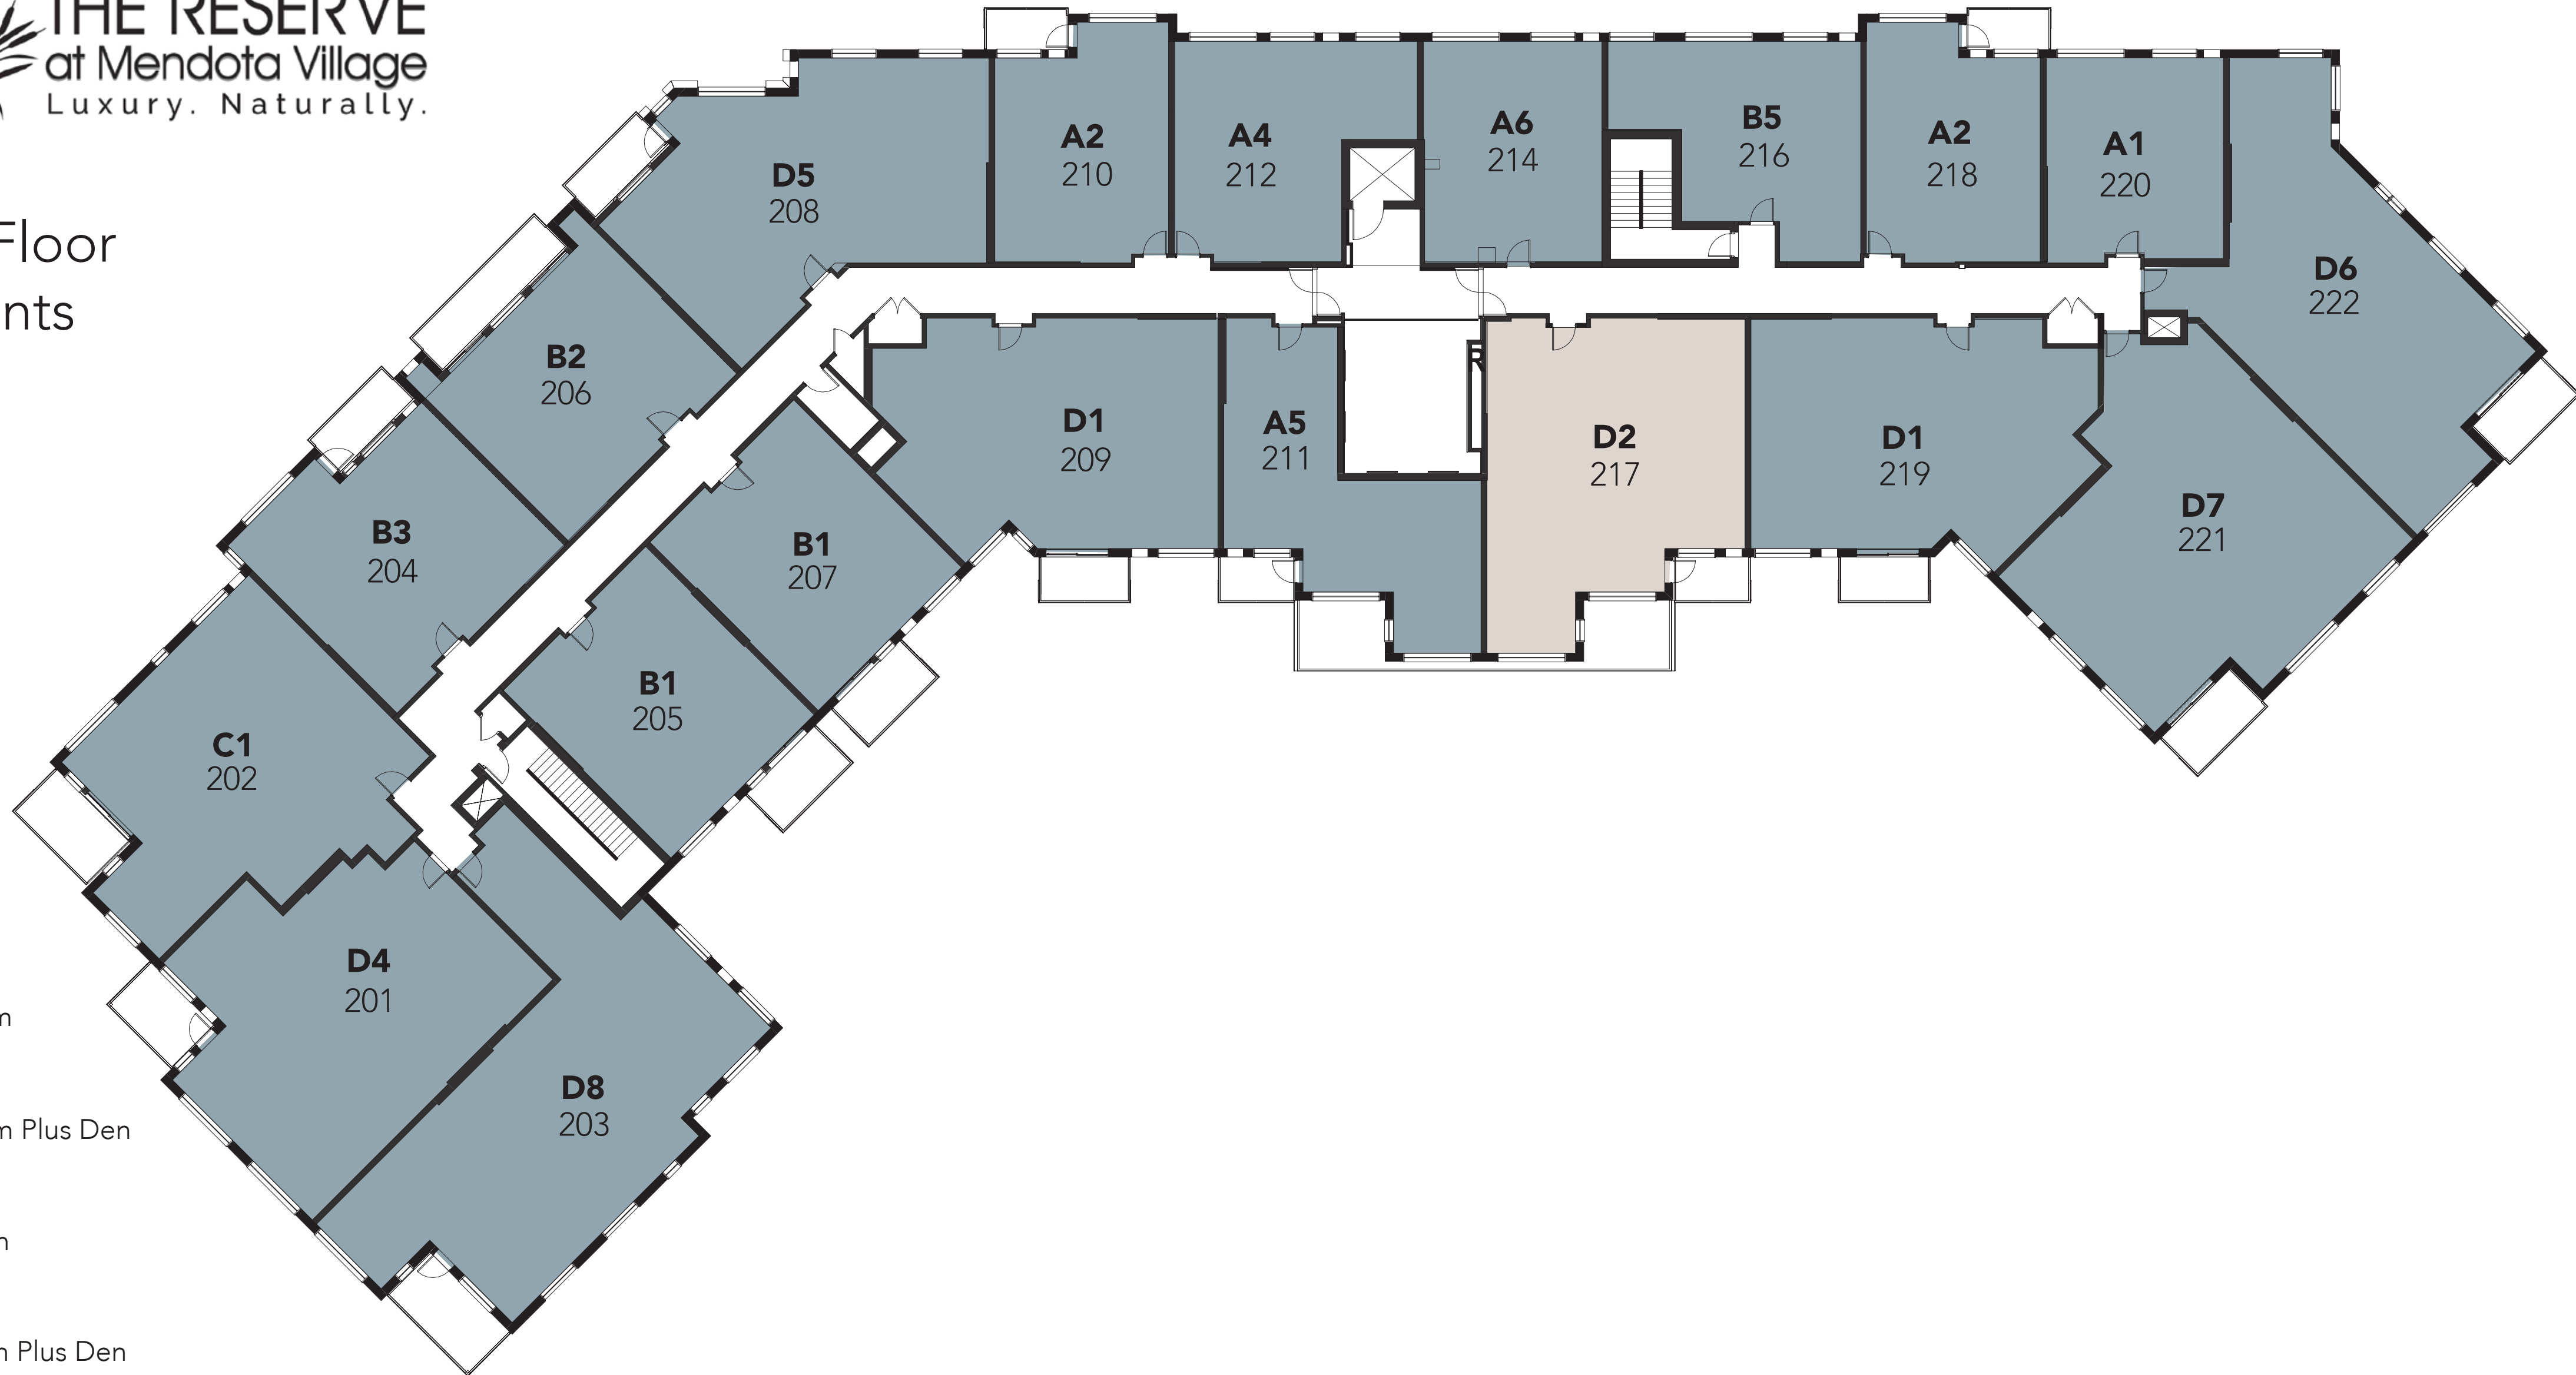 THE RESERVE
at Mendota Village
Luxury. Naturally.
Floor
nts
A2
210
A4
212
A6
214
B5
216
A2
218
A1
220
D5
208
D6
222
B2
206
D1
209
A5
211
R
D2
217
D1
219
D7
221
B3
204
B1
207
B1
205
C1
202
D4
201
D8
203
m
m Plus Den
m
m Plus Den